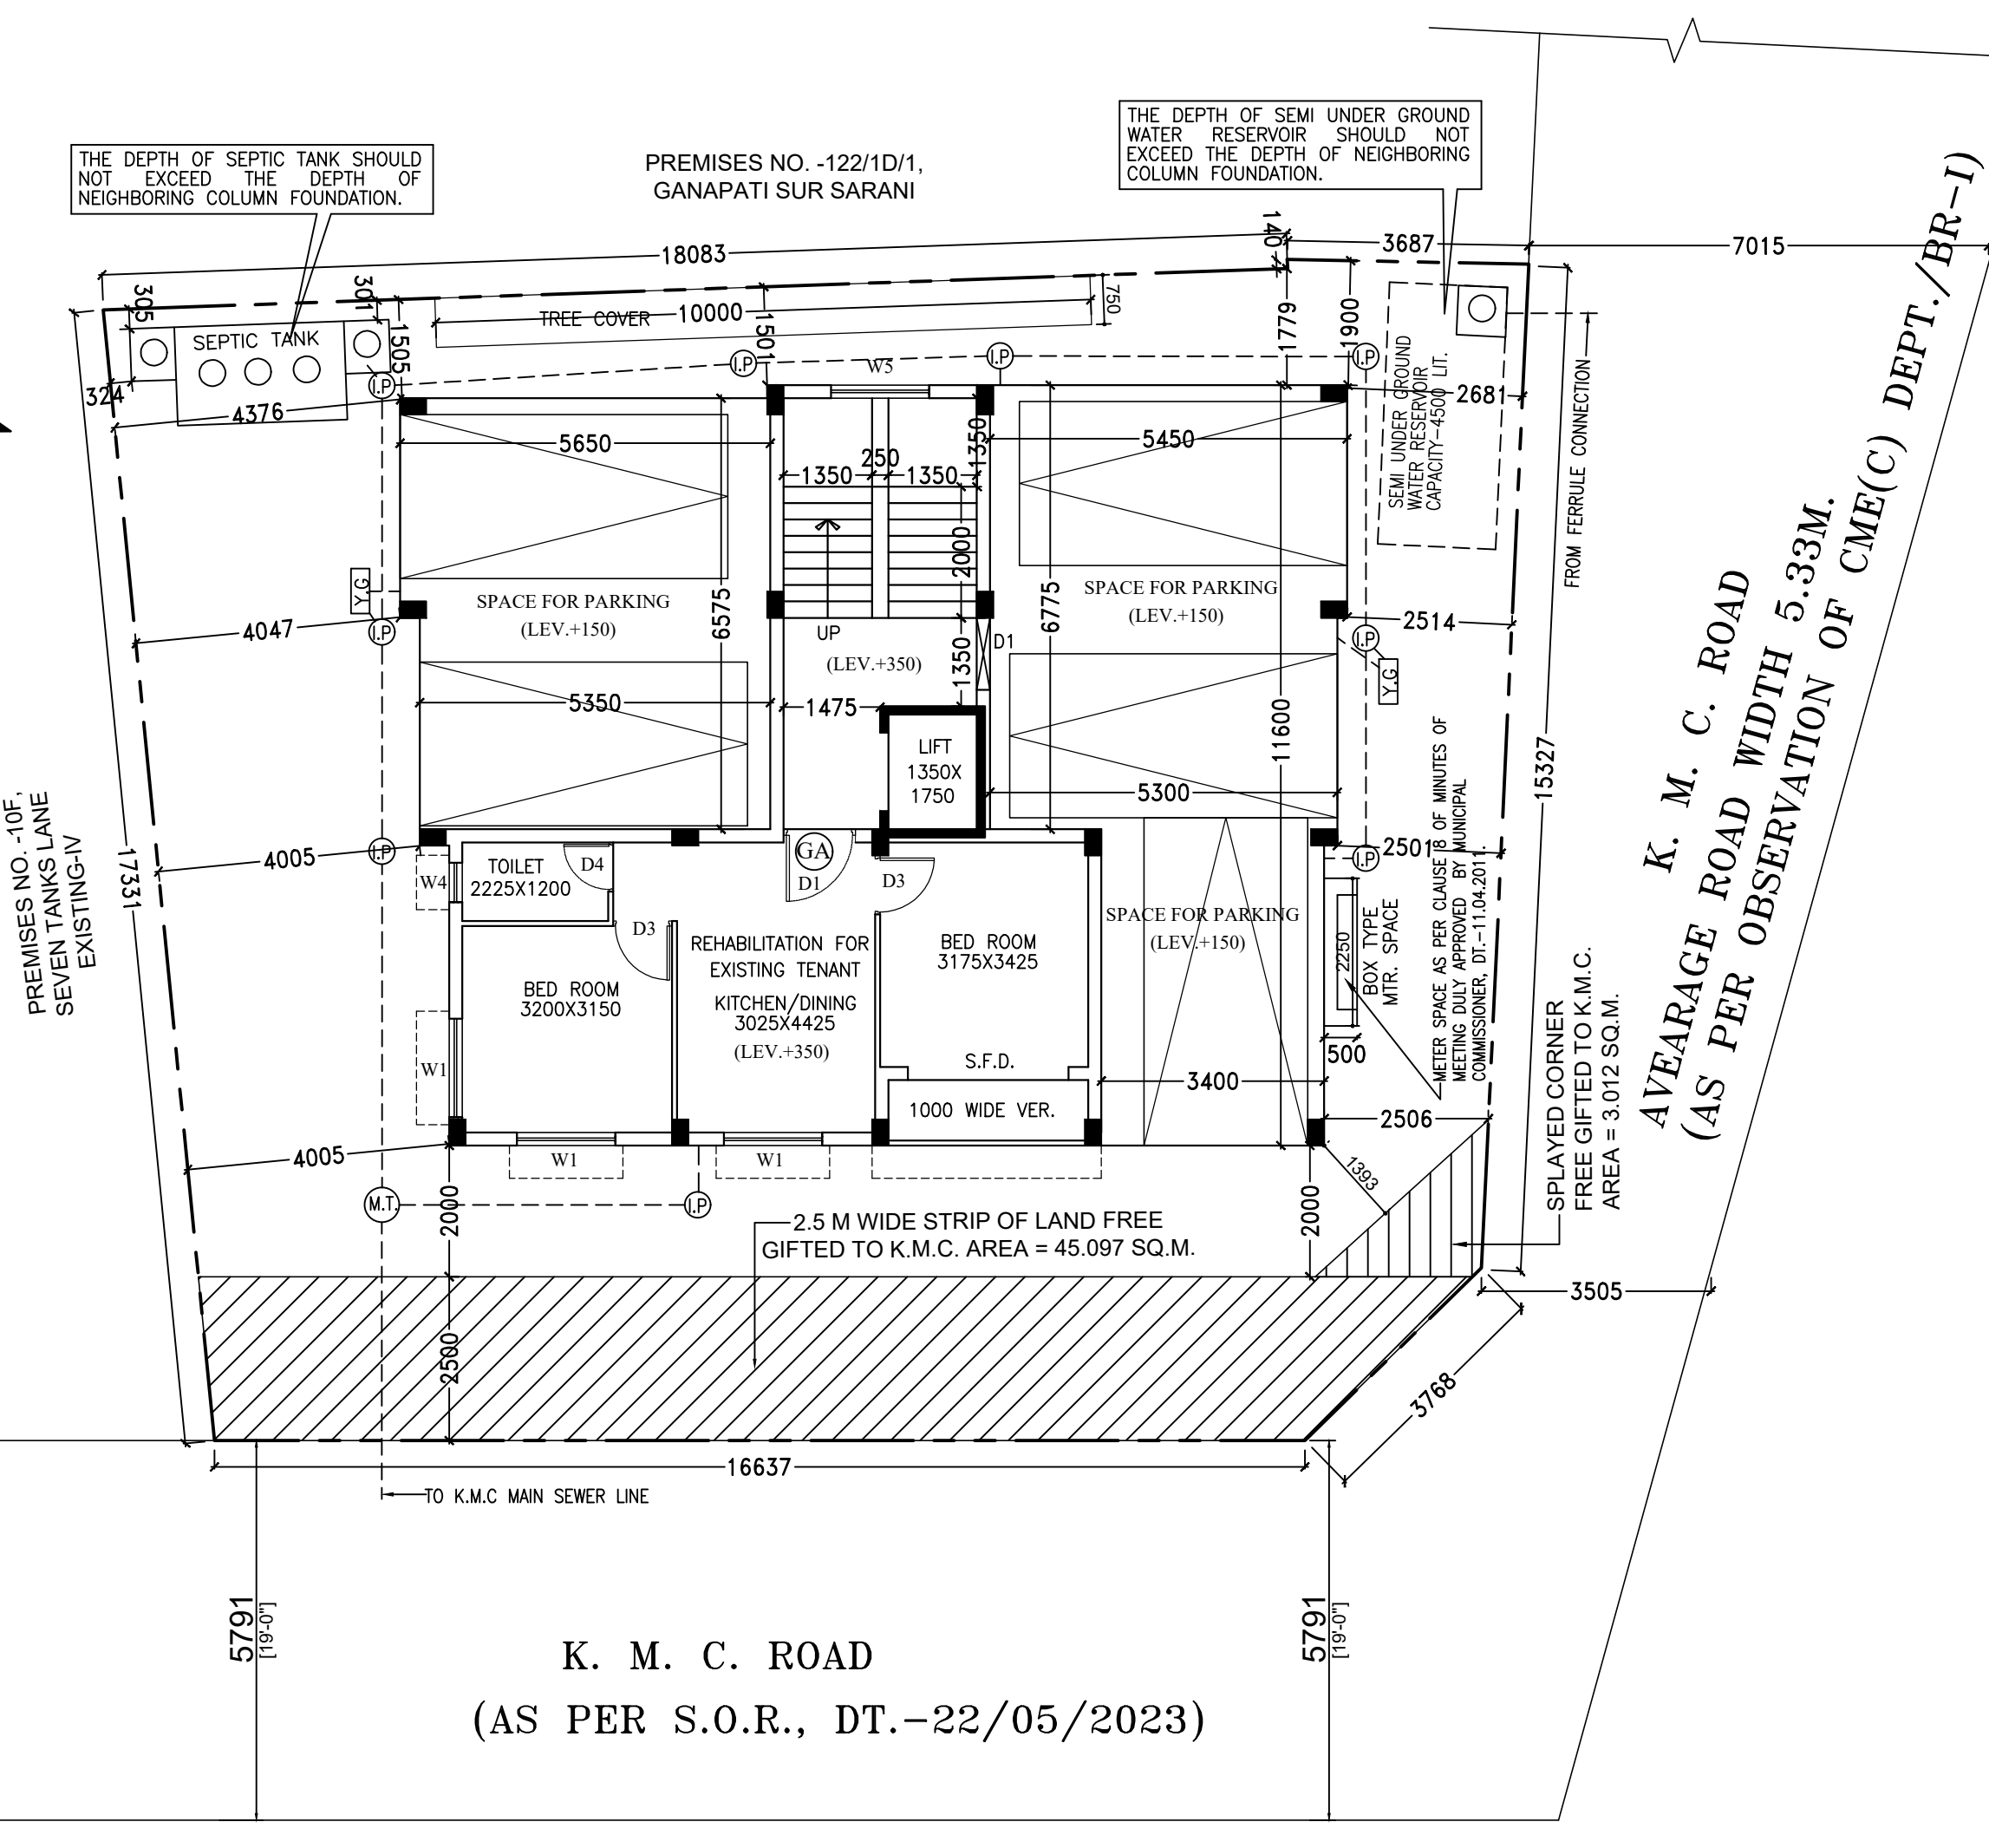 THE DEPTH OF SEPTIC TANK SHOULD
NOT EXCEED THE DEPTH OF
NEIGHBORING COLUMN FOUNDATION.
PREMISES NO. -122/1D/1,
GANAPATI SUR SARANI
THE DEPTH OF SEMI UNDER GROUND
WATER RESERVOIR SHOULD NOT
EXCEED THE DEPTH OF NEIGHBORING
COLUMN FOUNDATION.
18083
140
3687
7015
305
301
1505
TREE COVER
10000
750
1501
1779
1900
SEPTIC TANK
324
4376
I.P
I.P
I.P
I.P
W5
2681
SEMI UNDER GROUND
WATER RESERVOIR
CAPACITY-4500 LIT.
FROM FERRULE CONNECTION
5650
1350
250
1350
1350
5450
2000
Y.G
I.P
4047
SPACE FOR PARKING
(LEV.+150)
6575
UP
(LEV.+350)
1350
D1
6775
SPACE FOR PARKING
(LEV.+150)
2514
I.P
Y.G
5350
1475
LIFT
1350X
1750
5300
11600
15327
17331
PREMISES NO. -10F,
SEVEN TANKS LANE
EXISTING-IV
4005
I.P
W4
TOILET
2225X1200
D4
GA
D1
D3
2501
I.P
METER SPACE AS PER CLAUSE 18 OF MINUTES OF
MEETING DULY APPROVED BY MUNICIPAL
COMMISSIONER, DT.-11.04.2011.
D3
REHABILITATION FOR
EXISTING TENANT
KITCHEN/DINING
3025X4425
(LEV.+350)
BED ROOM
3175X3425
SPACE FOR PARKING
(LEV.+150)
2250
BOX TYPE
MTR. SPACE
500
BED ROOM
3200X3150
W1
S.F.D.
1000 WIDE VER.
3400
2506
1393
SPLAYED CORNER
FREE GIFTED TO K.M.C.
AREA = 3.012 SQ.M.
K. M. C. ROAD
AVEARAGE ROAD WIDTH 5.33M.
(AS PER OBSERVATION OF CME(C) DEPT./BR-I)
4005
W1
W1
M.T.
I.P
2000
2000
2.5 M WIDE STRIP OF LAND FREE
GIFTED TO K.M.C. AREA = 45.097 SQ.M.
3505
2500
3768
16637
TO K.M.C MAIN SEWER LINE
5791
[19'-0"]
5791
[19'-0"]
K. M. C. ROAD
(AS PER S.O.R., DT.-22/05/2023)